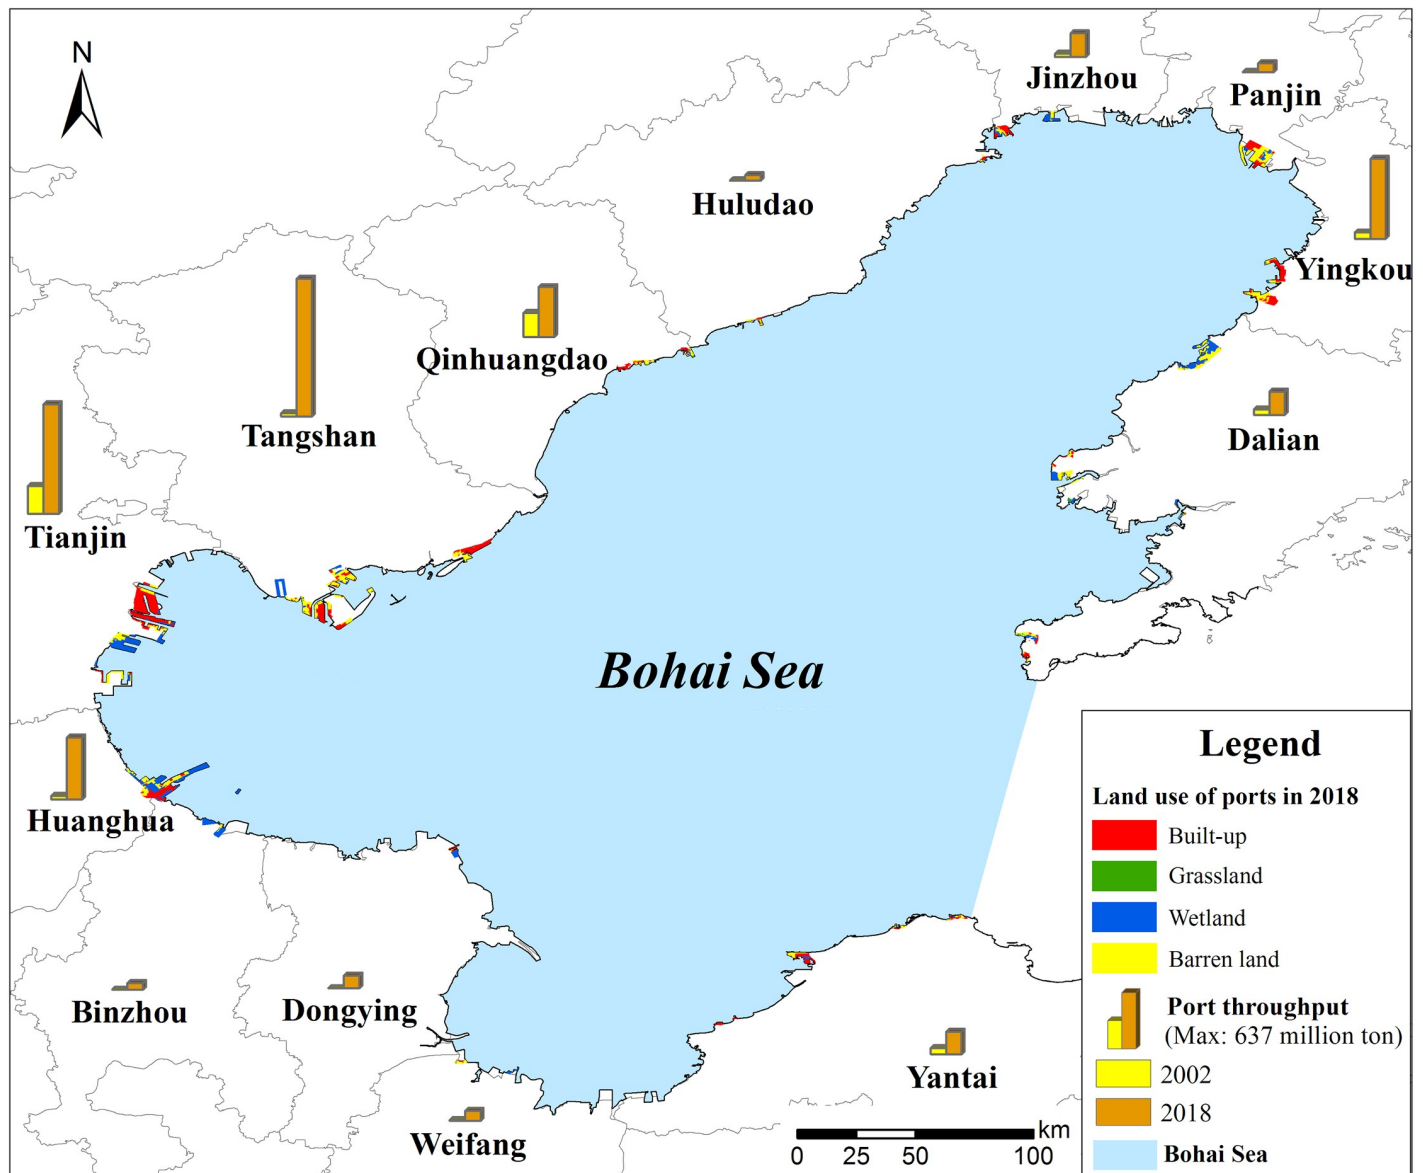 N
Jinzhou
Panjin
Huludao
Yingkou
Qinhuangdao
Tangshan
Dalian
Tianjin
Bohai Sea
Huanghua
Binzhou
Dongying
Yantai
Weifang
km
0 25 50 100
Legend
Land use of ports in 2018
Built-up
Grassland
Wetland
Barren land
Port throughput
(Max: 637 million ton)
2002
2018
Bohai Sea